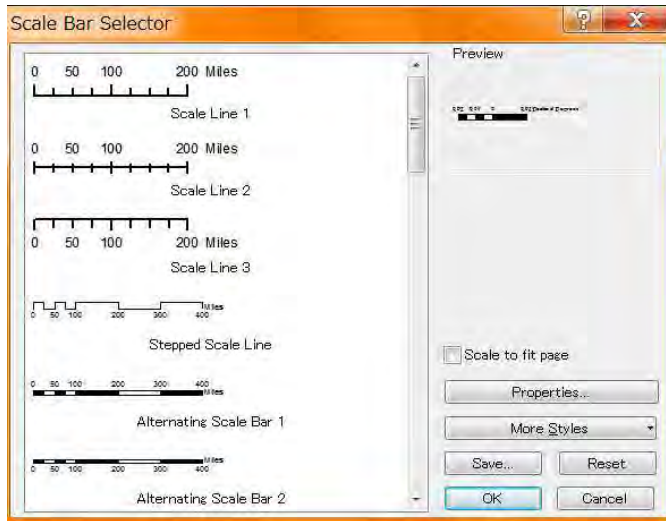 Scale Bar Selector
0 50 100 200 Miles
Scale Line 1
0 50 100 200 Miles
Scale Line 2
0 50 100 200 Miles
Scale Line 3
0 50 100 200 300 400 Miles
Stepped Scale Line
0 50 100 200 300 400 Miles
Alternating Scale Bar 1
0 50 100 200 300 400 Miles
Alternating Scale Bar 2
Preview
Scale to fit page
Properties...
More Styles
Save...
Reset
OK
Cancel